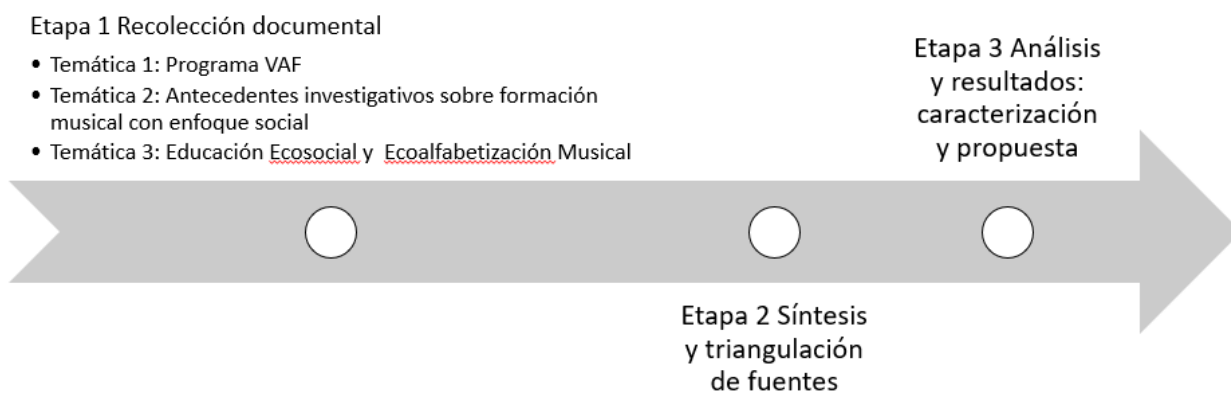 Etapa 1 Recolección documental
• Temática 1: Programa VAF
• Temática 2: Antecedentes investigativos sobre formación
musical con enfoque social
• Temática 3: Educación Ecosocial y Ecoalfabetización Musical
Etapa 2 Síntesis
y triangulación
de fuentes
Etapa 3 Análisis
y resultados:
caracterización
y propuesta